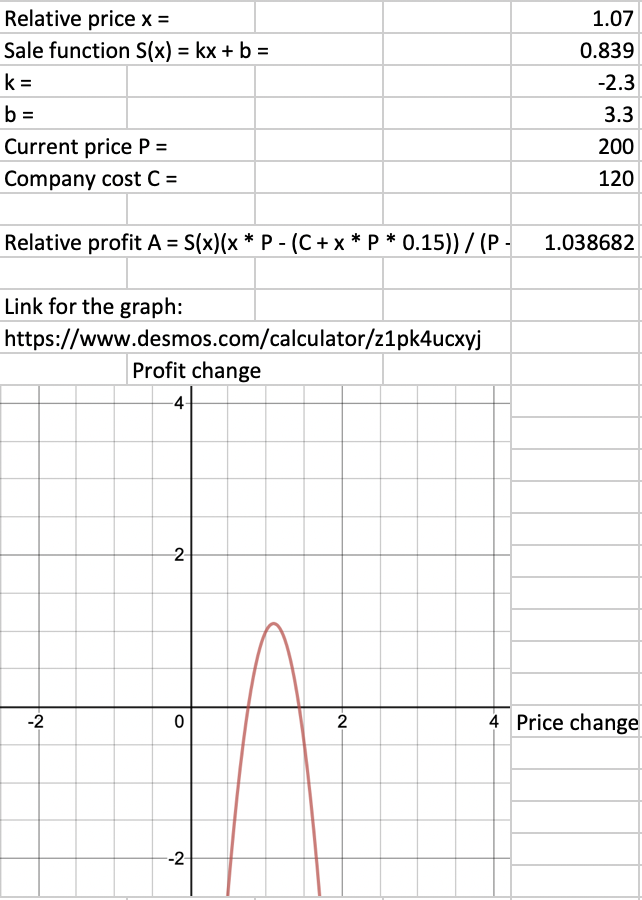 Relative price x = 1.07
Sale function S(x) = kx + b = 0.839
k = -2.3
b = 3.3
Current price P = 200
Company cost C = 120
Relative profit A = S(x)(x * P - (C + x * P * 0.15)) / (P - 1.038682
Link for the graph:
https://www.desmos.com/calculator/z1pk4ucxyj
Profit change
4
2
-2 0 2 4 Price change
-2